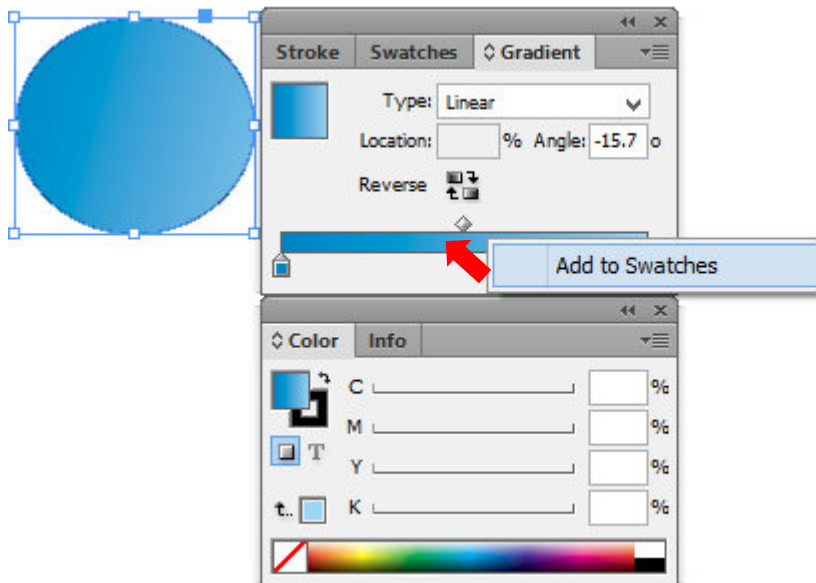 Stroke Swatches Gradient
Type: Linear
Location: % Angle: -15.7 o
Reverse
Add to Swatches
Color Info
C %
M %
T
Y %
t.. K %